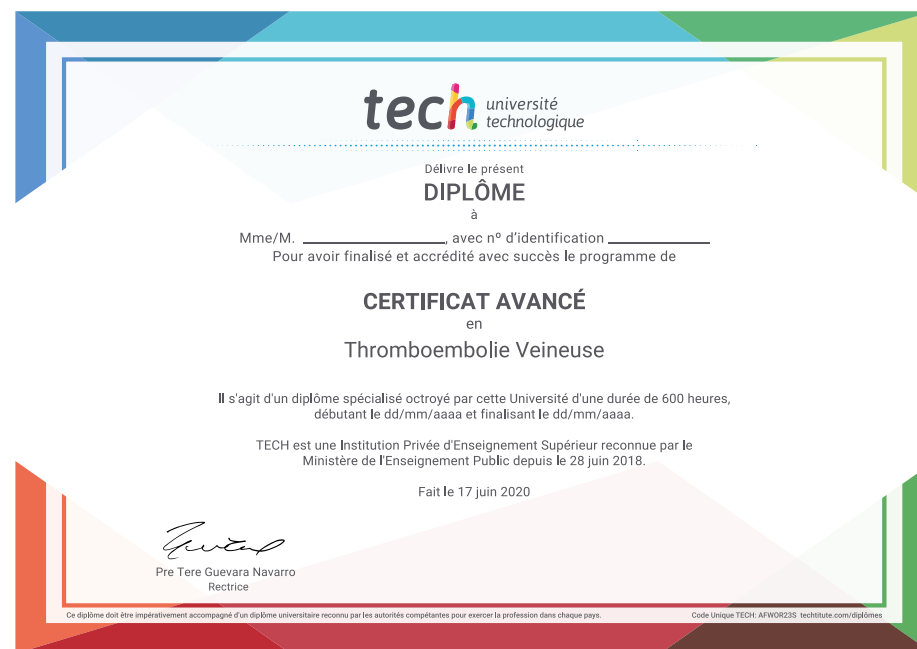 tech université
technologique
Délivre le présent
DIPLÔME
à
Mme/M. ____________________, avec nº d'identification ______________
Pour avoir finalisé et accrédité avec succès le programme de
CERTIFICAT AVANCÉ
en
Thromboembolie Veineuse
Il s'agit d'un diplôme spécialisé octroyé par cette Université d'une durée de 600 heures,
débutant le dd/mm/aaaa et finalisant le dd/mm/aaaa.
TECH est une Institution Privée d'Enseignement Supérieur reconnue par le
Ministère de l'Enseignement Public depuis le 28 juin 2018.
Fait le 17 juin 2020
Pre Tere Guevara Navarro
Rectrice
Ce diplôme doit être impérativement accompagné d'un diplôme universitaire reconnu par les autorités compétentes pour exercer la profession dans chaque pays. Code Unique TECH: AFWOR23S techtitute.com/diplômes